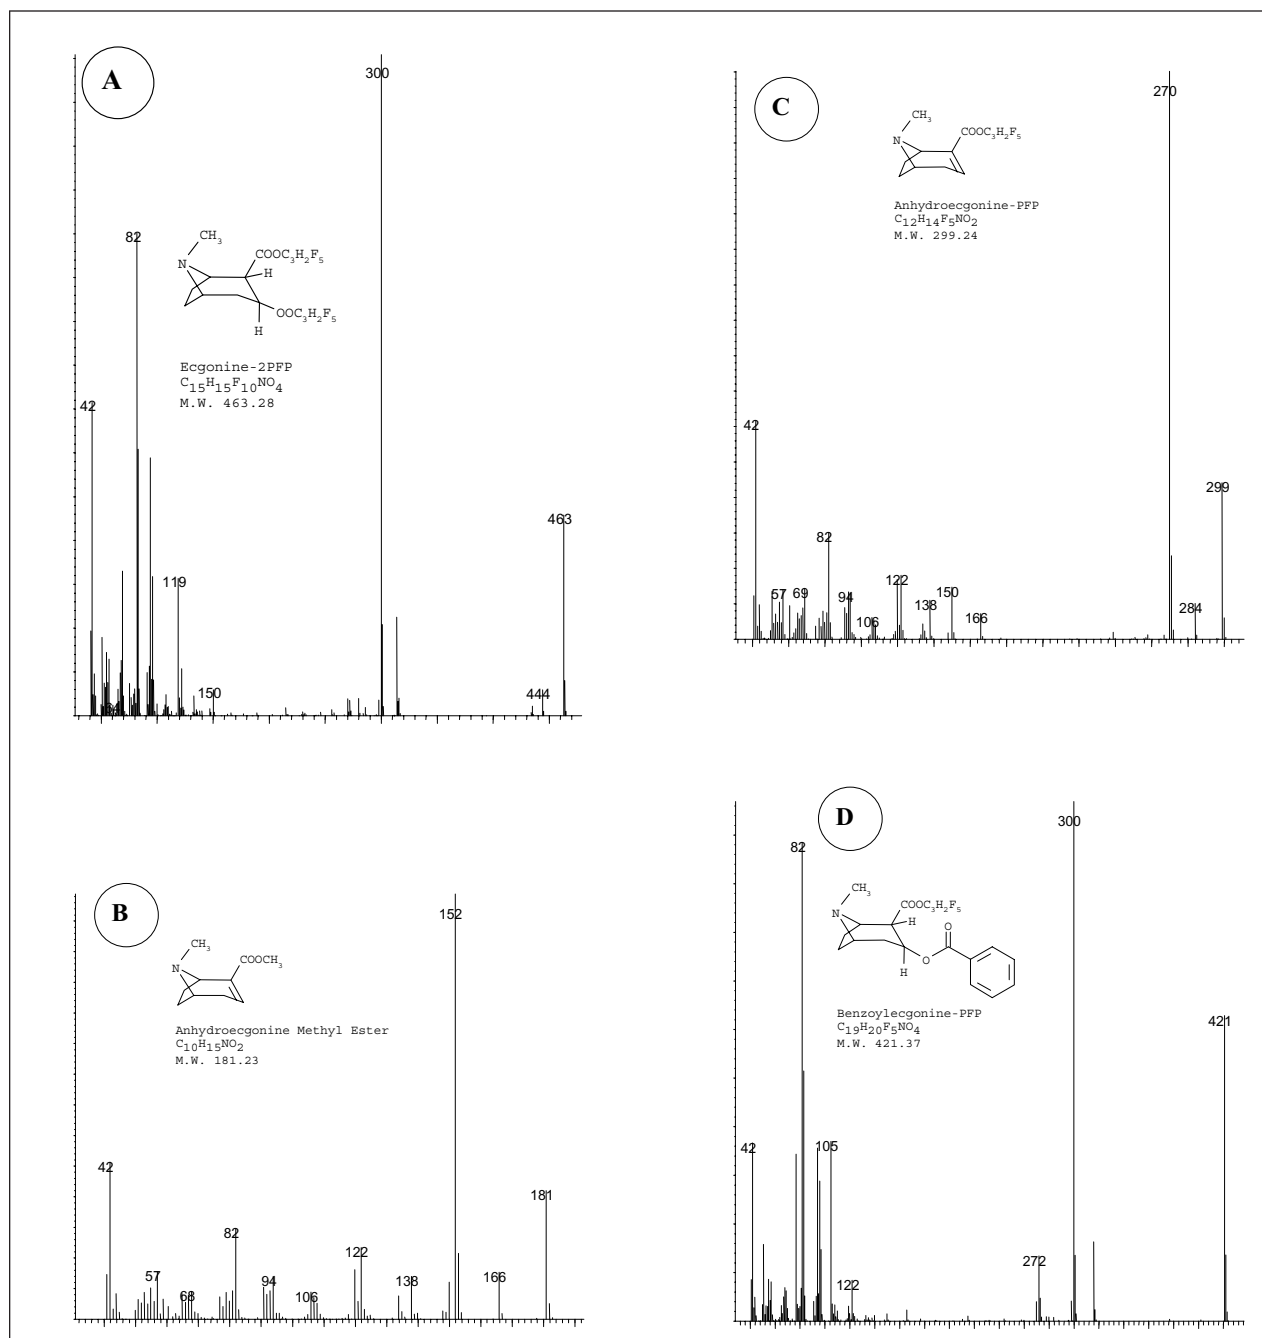 A
300
82
42
119
150
444
463
CH3
N
COOC3H2F5
H
OOC3H2F5
H
Ecgonine-2PFP
C15H15F10NO4
M.W. 463.28
C
270
42
57
69
82
94
106
122
138
150
166
284
299
CH3
N
COOC3H2F5
Anhydroecgonine-PFP
C12H14F5NO2
M.W. 299.24
B
152
42
57
68
82
94
106
122
138
166
181
CH3
N
COOCH3
Anhydroecgonine Methyl Ester
C10H15NO2
M.W. 181.23
D
300
82
42
105
122
272
421
CH3
N
COOC3H2F5
H
O
H
O
Benzoylecgonine-PFP
C19H20F5NO4
M.W. 421.37